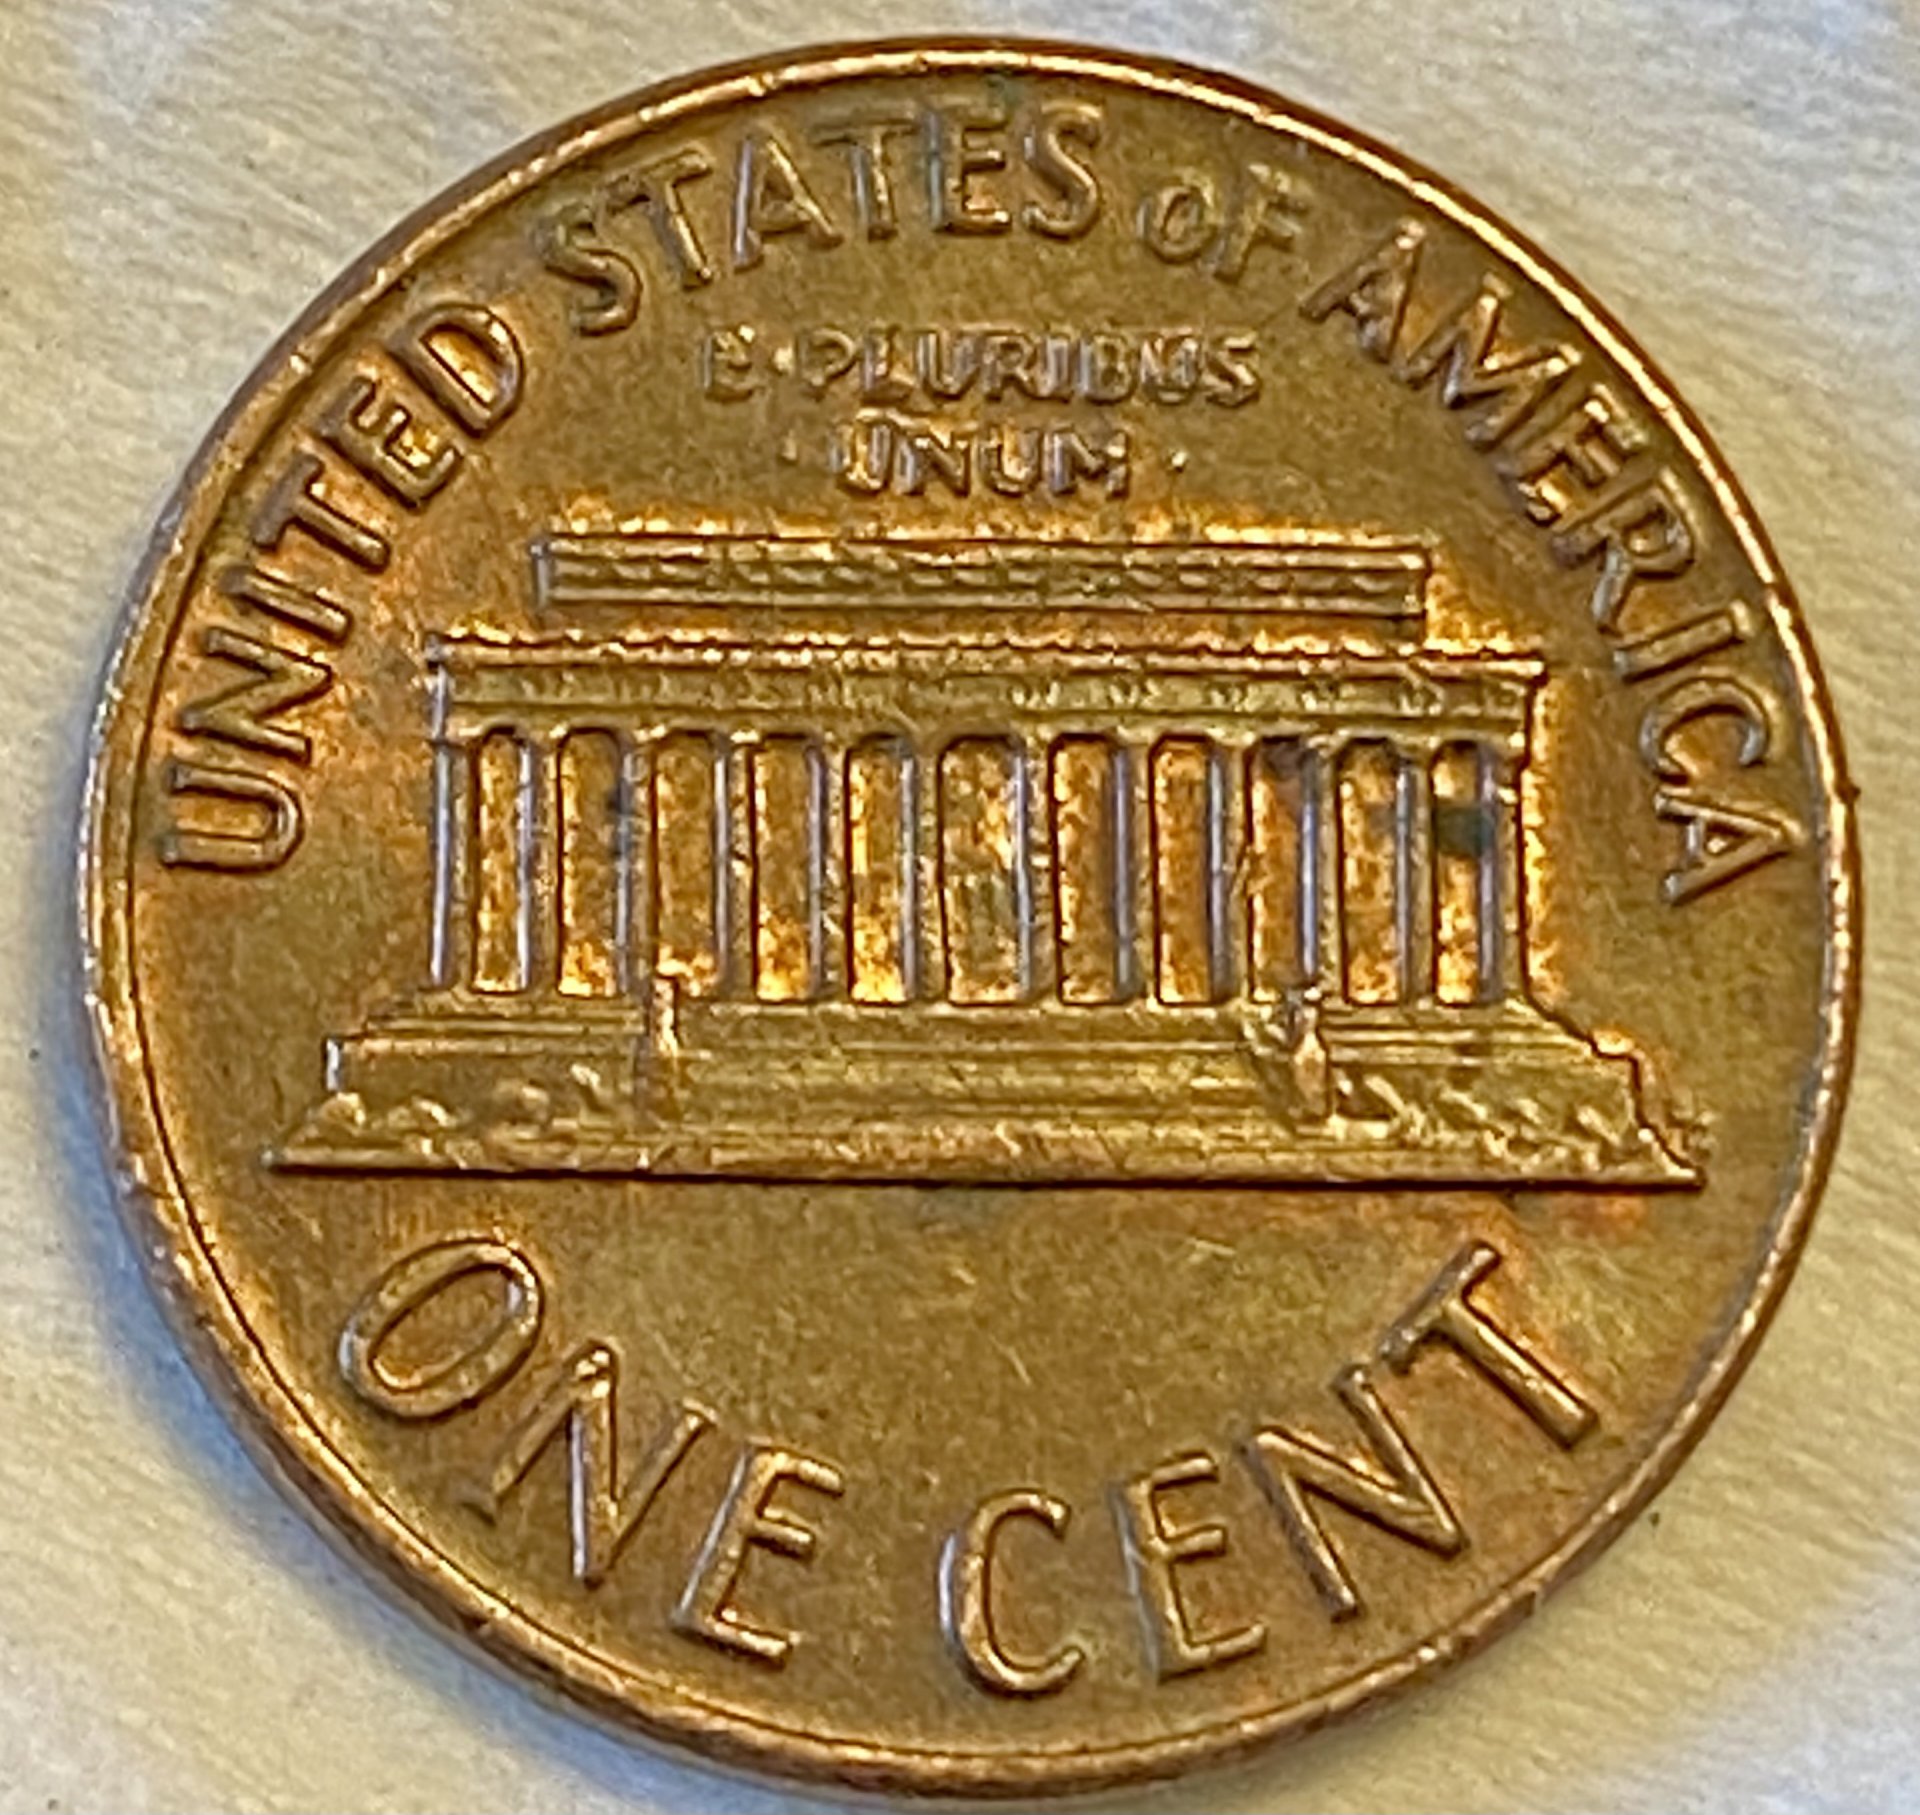 UNITED STATES OF AMERICA
E·PLURIBUS
·UNUM·
ONE CENT